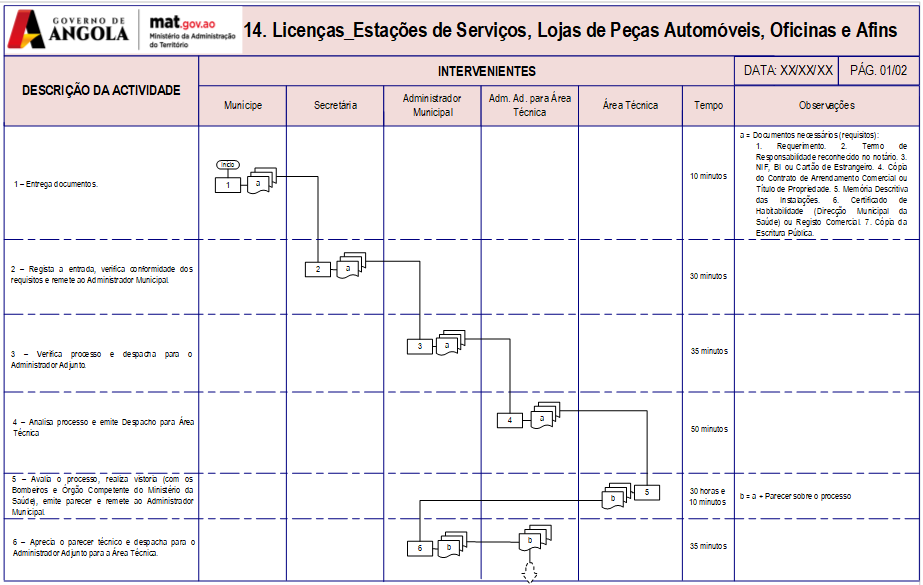 GOVERNO DE
ANGOLA
mat.gov.ao
Ministério da Administração
do Território
14. Licenças_Estações de Serviços, Lojas de Peças Automóveis, Oficinas e Afins
DESCRIÇÃO DA ACTIVIDADE
INTERVENIENTES
DATA: XX/XX/XX
PÁG. 01/02
Munícipe
Secretária
Administrador
Municipal
Adm. Ad. para Área
Técnica
Área Técnica
Tempo
Observações
1 – Entrega documentos.
Início
1
a
10 minutos
a = Documentos necessários (requisitos):
1. Requerimento. 2. Termo de
Responsabilidade reconhecido no notário. 3.
NIF, BI ou Cartão de Estrangeiro. 4. Cópia
do Contrato de Arrendamento Comercial ou
Título de Propriedade. 5. Memória Descritiva
das Instalações. 6. Certificado de
Habitabilidade (Direcção Municipal da
Saúde) ou Registo Comercial. 7. Cópia da
Escritura Pública.
2 – Regista a entrada, verifica conformidade dos
requisitos e remete ao Administrador Municipal.
2
a
30 minutos
3 – Verifica processo e despacha para o
Administrador Adjunto.
3
a
35 minutos
4 – Analisa processo e emite Despacho para Área
Técnica
4
a
50 minutos
5 – Avalia o processo, realiza vistoria (com os
Bombeiros e Órgão Competente do Ministério da
Saúde), emite parecer e remete ao Administrador
Municipal.
b
5
30 horas e
10 minutos
b = a + Parecer sobre o processo
6 – Aprecia o parecer técnico e despacha para o
Administrador Adjunto para a Área Técnica.
6
b
b
35 minutos